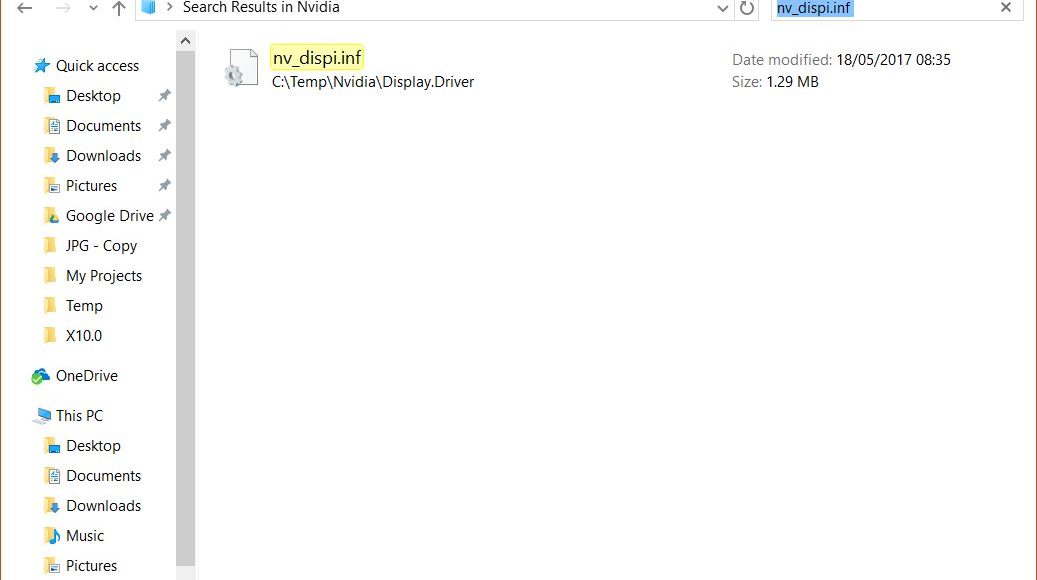 Search Results in Nvidia
nv_dispi.inf
nv_dispi.inf
C:\Temp\Nvidia\Display.Driver
Date modified: 18/05/2017 08:35
Size: 1.29 MB
Quick access
Desktop
Documents
Downloads
Pictures
Google Drive
JPG - Copy
My Projects
Temp
X10.0
OneDrive
This PC
Desktop
Documents
Downloads
Music
Pictures